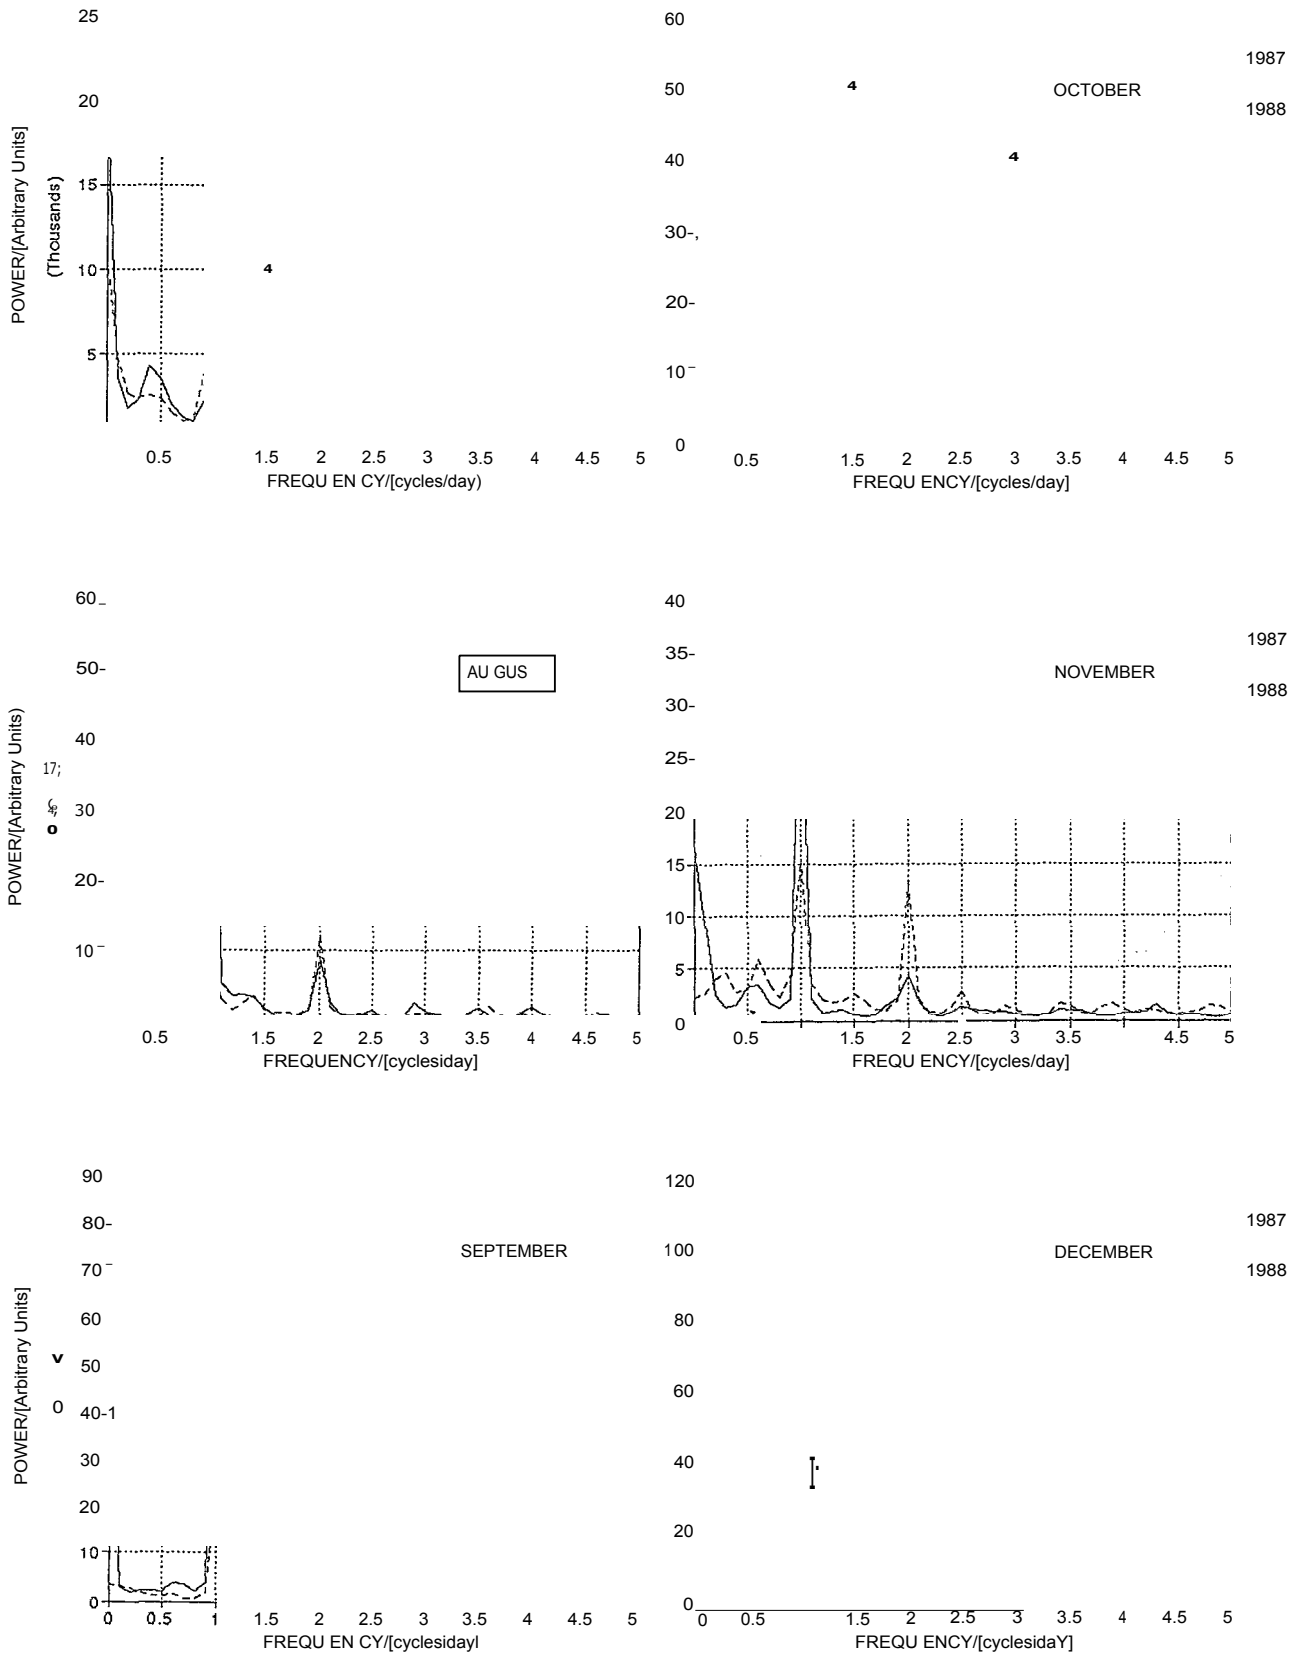 25
20
15
10
5
POWER/[Arbitrary Units]
(Thousands)
4
0.5 1.5 2 2.5 3 3.5 4 4.5 5
FREQU EN CY/[cycles/day)
60
50
40
30-,
20-
10-
0
4
4
OCTOBER
1987
1988
0.5 1.5 2 2.5 3 3.5 4 4.5 5
FREQU ENCY/[cycles/day]
60_
50-
40
30
20-
10-
POWER/[Arbitrary Units)
17;
o
AU GUS
0.5 1.5 2 2.5 3 3.5 4 4.5 5
FREQUENCY/[cyclesiday]
40
35-
30-
25-
20
15
10
5
0
NOVEMBER
1987
1988
0.5 1.5 2 2.5 3 3.5 4 4.5 5
FREQU ENCY/[cycles/day]
90
80-
70-
60
50
40-1
30
20
10
0
POWER/[Arbitrary Units]
v
O
SEPTEMBER
0 0.5 1 1.5 2 2.5 3 3.5 4 4.5 5
FREQU EN CY/[cyclesidayl
120
100
80
60
40
20
0
DECEMBER
1987
1988
0 0.5 1.5 2 2.5 3 3.5 4 4.5 5
FREQU ENCY/[cyclesidaY]